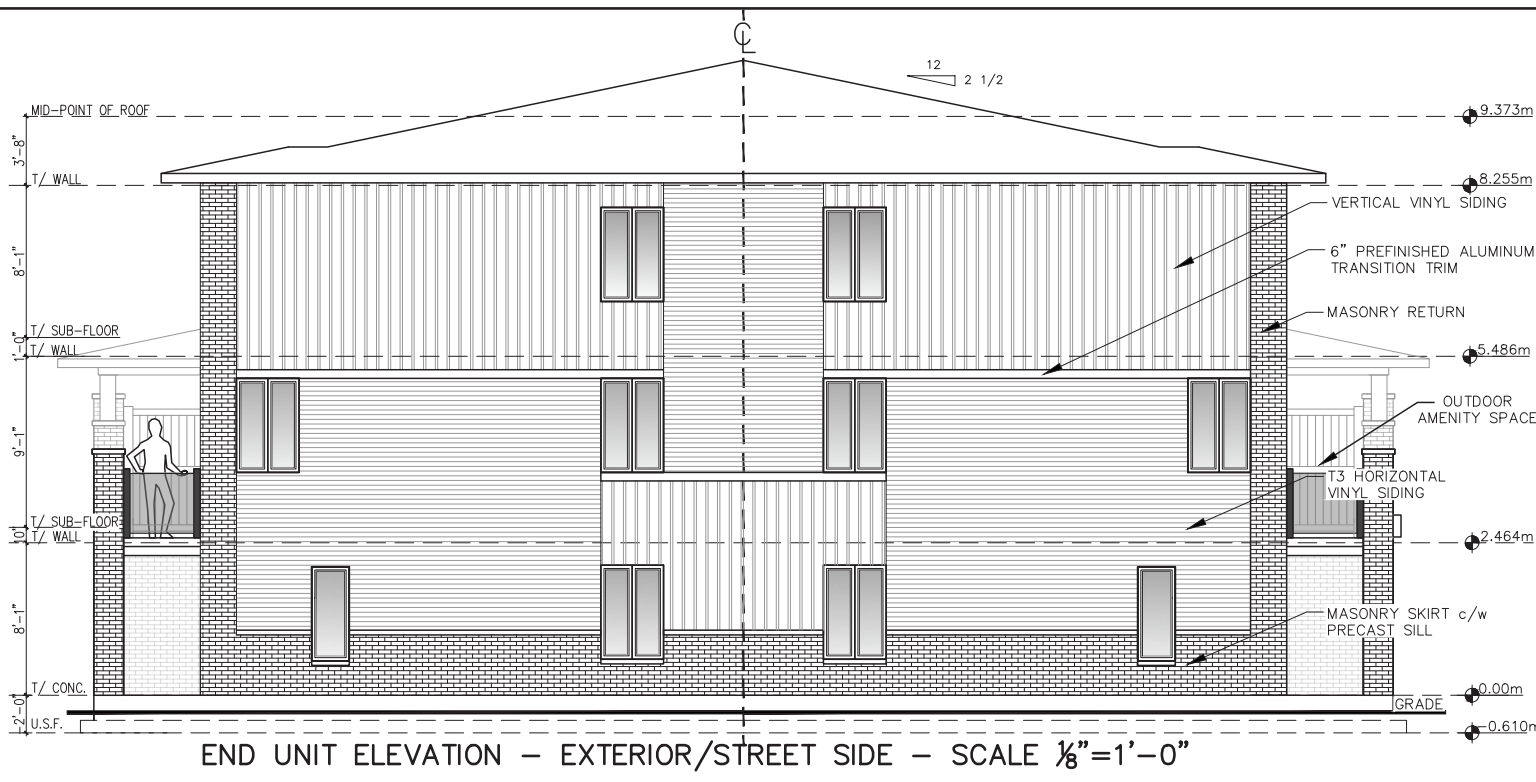 ℄
12
2 1/2
MID-POINT OF ROOF
9.373m
3'-8"
T/ WALL
8.255m
VERTICAL VINYL SIDING
8'-1"
6" PREFINISHED ALUMINUM
TRANSITION TRIM
MASONRY RETURN
T/ SUB-FLOOR
1'-0"
T/ WALL
5.486m
OUTDOOR
AMENITY SPACE
9'-1"
T3 HORIZONTAL
VINYL SIDING
T/ SUB-FLOOR
10"
T/ WALL
2.464m
8'-1"
MASONRY SKIRT c/w
PRECAST SILL
T/ CONC.
0.00m
2'-0"
GRADE
U.S.F.
-0.610m
END UNIT ELEVATION - EXTERIOR/STREET SIDE - SCALE ⅛"=1'-0"